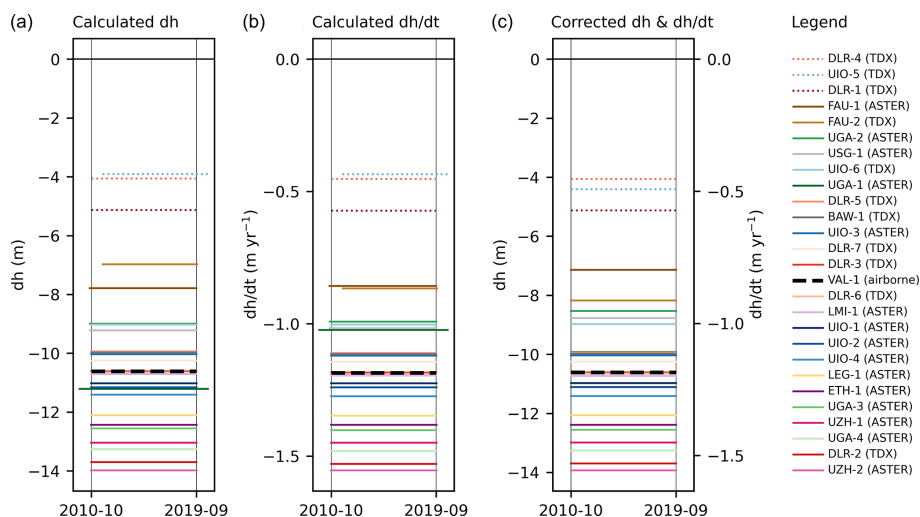 (a) Calculated dh
(b) Calculated dh/dt
(c) Corrected dh & dh/dt
Legend
0
−2
−4
−6
−8
−10
−12
−14
dh (m)
2010-10 2019-09
0.0
−0.5
−1.0
−1.5
dh/dt (m yr⁻¹)
2010-10 2019-09
0
−2
−4
−6
−8
−10
−12
−14
dh (m)
0.0
−0.5
−1.0
−1.5
dh/dt (m yr⁻¹)
2010-10 2019-09
DLR-4 (TDX)
UIO-5 (TDX)
DLR-1 (TDX)
FAU-1 (ASTER)
FAU-2 (TDX)
UGA-2 (ASTER)
USG-1 (ASTER)
UIO-6 (TDX)
UGA-1 (ASTER)
DLR-5 (TDX)
BAW-1 (TDX)
UIO-3 (ASTER)
DLR-7 (TDX)
DLR-3 (TDX)
VAL-1 (airborne)
DLR-6 (TDX)
LMI-1 (ASTER)
UIO-1 (ASTER)
UIO-2 (ASTER)
UIO-4 (ASTER)
LEG-1 (ASTER)
ETH-1 (ASTER)
UGA-3 (ASTER)
UZH-1 (ASTER)
UGA-4 (ASTER)
DLR-2 (TDX)
UZH-2 (ASTER)